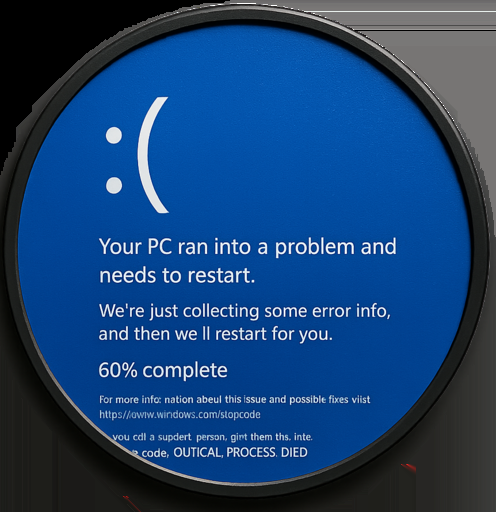 :(
Your PC ran into a problem and
needs to restart.
We're just collecting some error info,
and then we ll restart for you.
60% complete
For more info: nation abeul this issue and possible fixes viist
https://www.windows.com/stopcode
you cdl a supdert person, gint them ths. inte.
code, OUTICAL, PROCESS. DIED